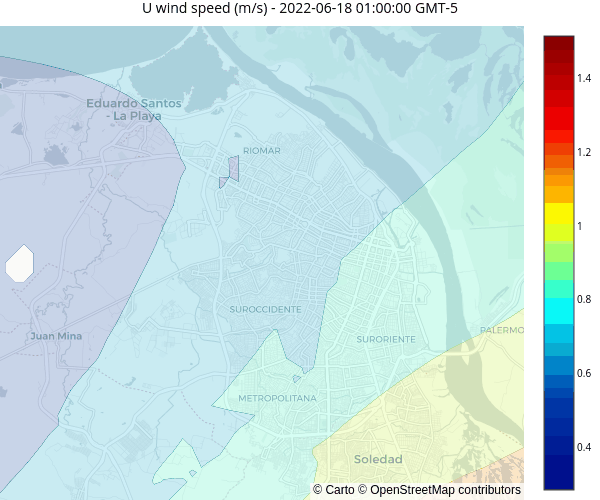 U wind speed (m/s) - 2022-06-18 01:00:00 GMT-5
1.4
Eduardo Santos
- La Playa
RIOMAR
1.2
1
0.8
SUROCCIDENTE
PALERMO
Juan Mina
SURORIENTE
0.6
METROPOLITANA
Soledad
0.4
© Carto © OpenStreetMap contributors